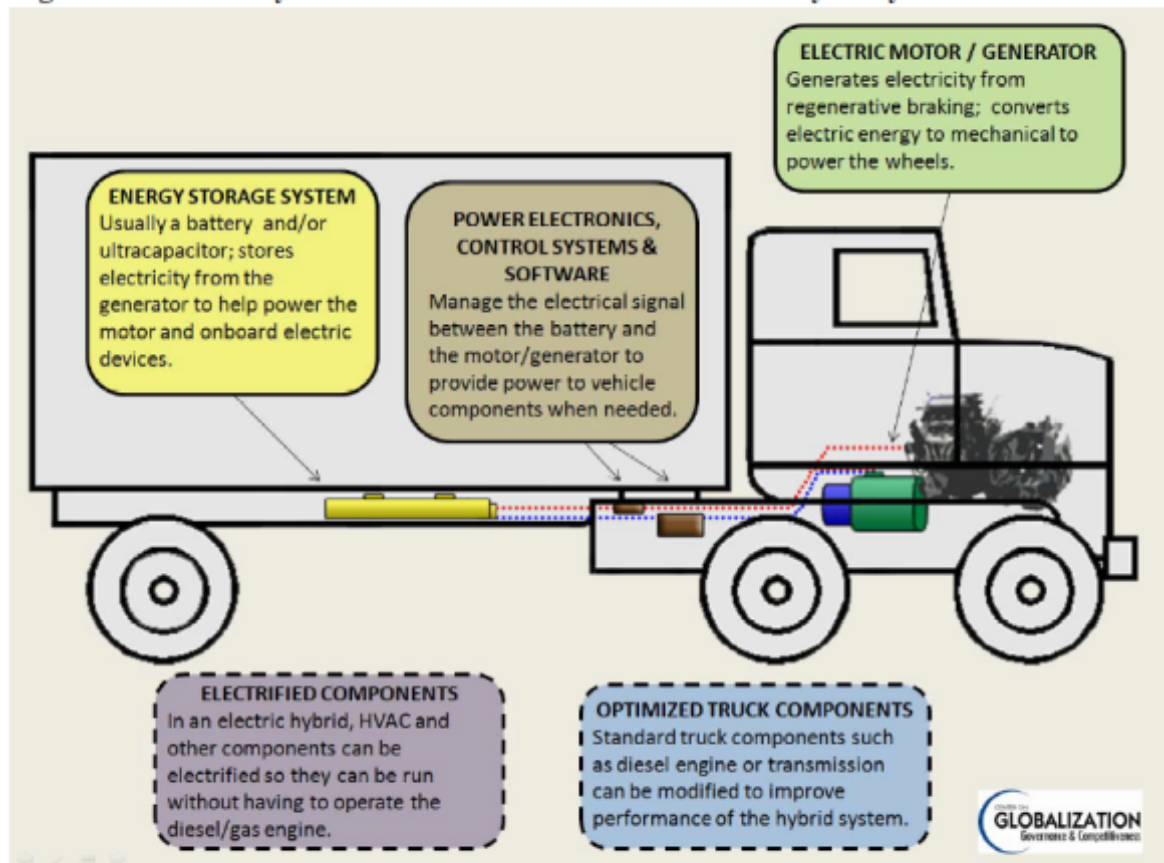 ELECTRIC MOTOR / GENERATOR
Generates electricity from
regenerative braking; converts
electric energy to mechanical to
power the wheels.
ENERGY STORAGE SYSTEM
Usually a battery and/or
ultracapacitor; stores
electricity from the
generator to help power the
motor and onboard electric
devices.
POWER ELECTRONICS,
CONTROL SYSTEMS &
SOFTWARE
Manage the electrical signal
between the battery and
the motor/generator to
provide power to vehicle
components when needed.
ELECTRIFIED COMPONENTS
In an electric hybrid, HVAC and
other components can be
electrified so they can be run
without having to operate the
diesel/gas engine.
OPTIMIZED TRUCK COMPONENTS
Standard truck components such
as diesel engine or transmission
can be modified to improve
performance of the hybrid system.
CENTER ON
GLOBALIZATION
Governance & Competitiveness